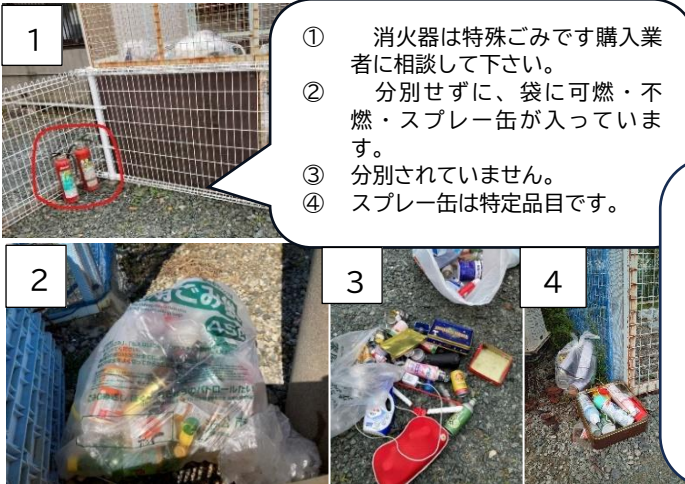 1
① 消火器は特殊ごみです購入業
者に相談して下さい。
② 分別せずに、袋に可燃・不
燃・スプレー缶が入っていま
す。
③ 分別されていません。
④ スプレー缶は特定品目です。
2
3
4